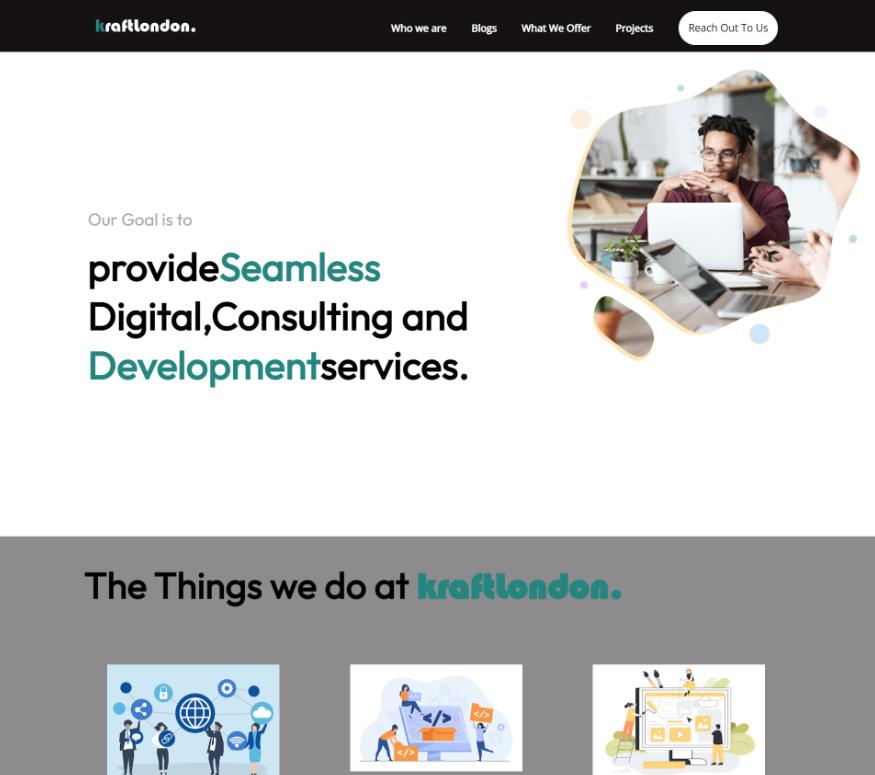 kraftlondon.
Who we are
Blogs
What We Offer
Projects
Reach Out To Us
Our Goal is to
provideSeamless
Digital,Consulting and
Developmentservices.
The Things we do at kraftlondon.